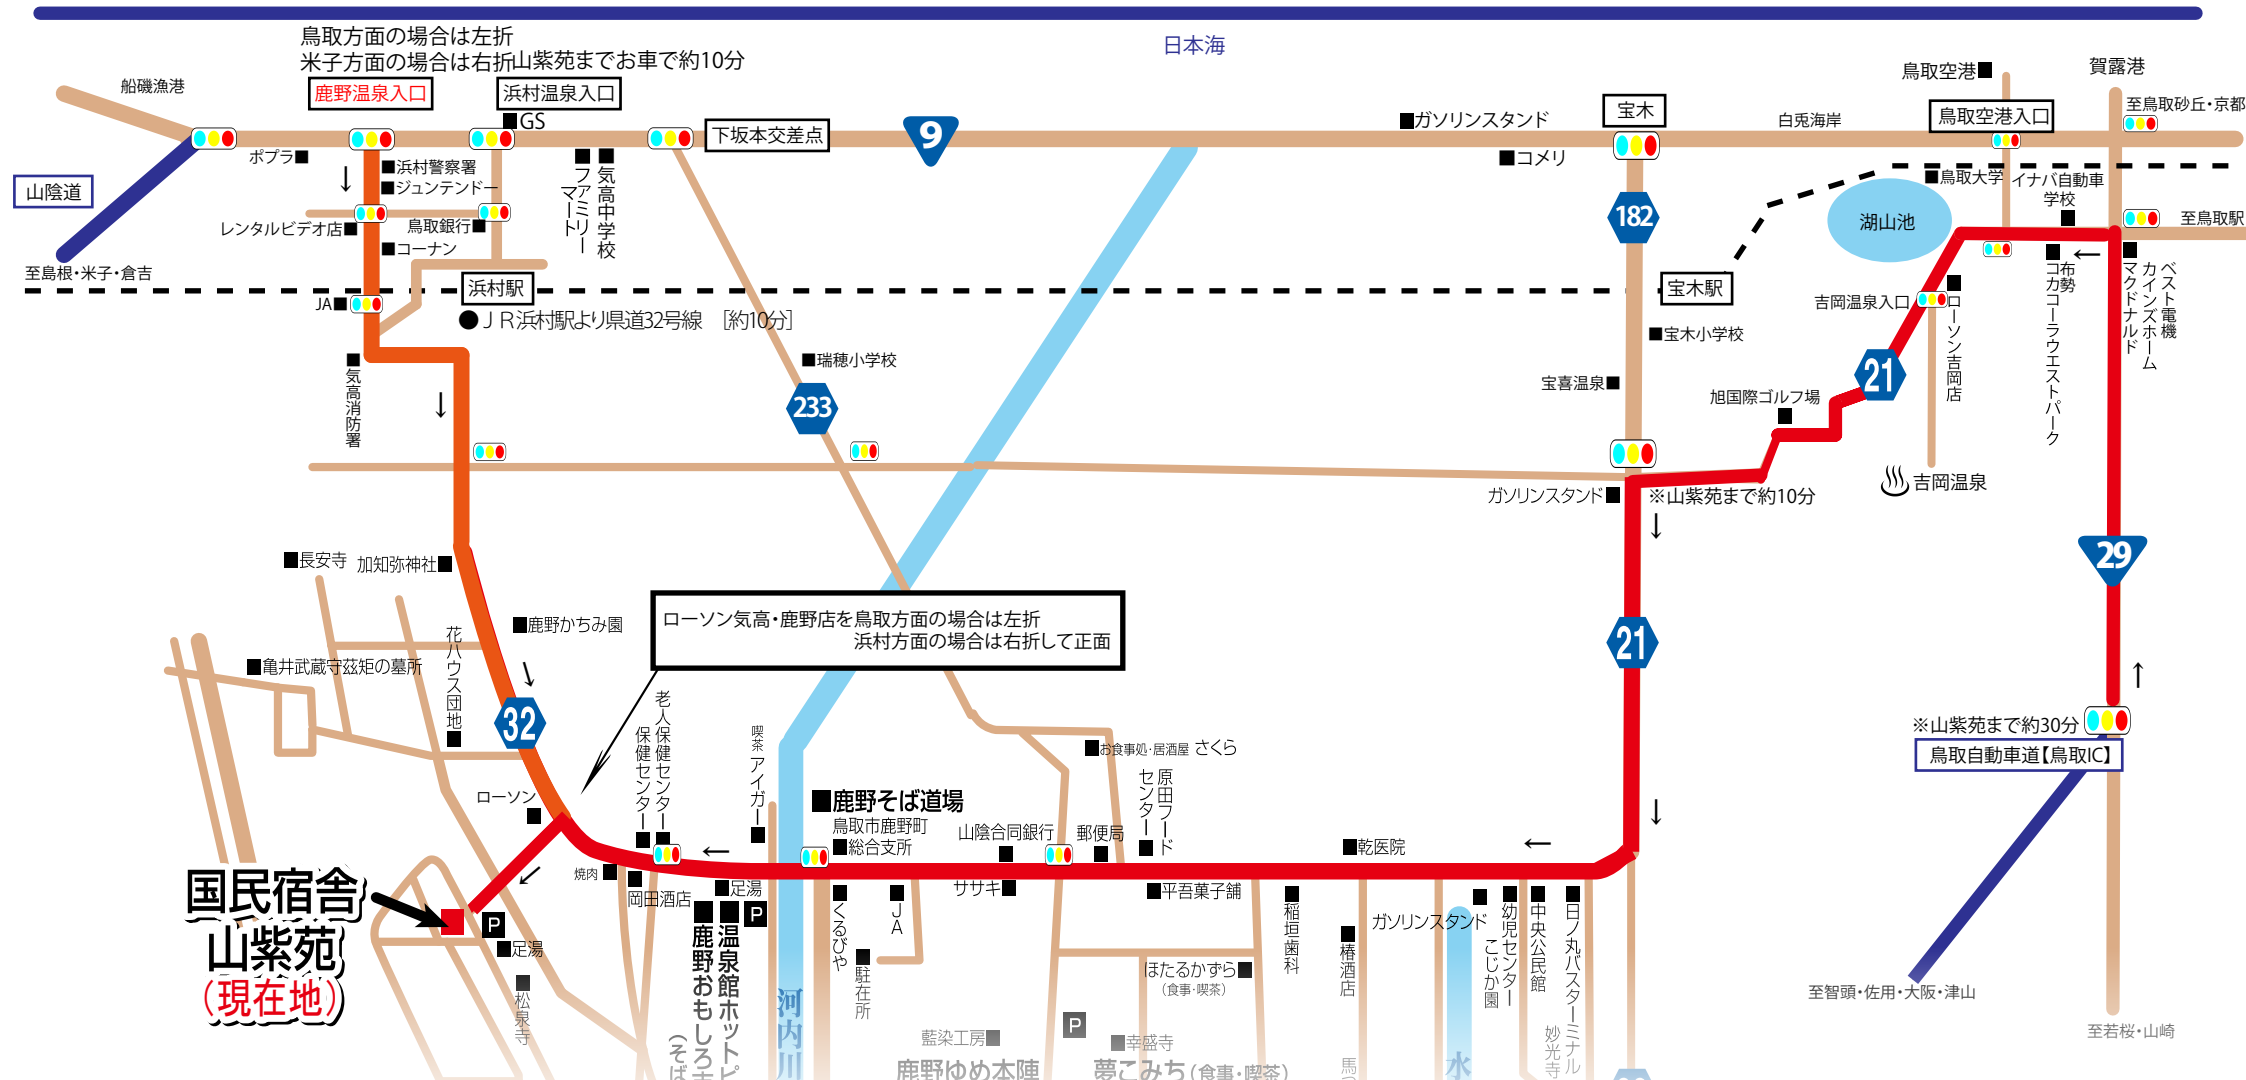 鳥取方面の場合は左折
米子方面の場合は右折
山紫苑までお車で約10分
日本海
船磯漁港
鹿野温泉入口
浜村温泉入口
■GS
下坂本交差点
9
■ガソリンスタンド
■コメリ
宝木
白兎海岸
鳥取空港■
鳥取空港入口
賀露港
至鳥取砂丘・京都
ポプラ■
■浜村警察署
■ジュンテンドー
山陰道
レンタルビデオ店■
鳥取銀行■
■コーナン
■ファミリーマート
■気高中学校
182
■鳥取大学
イナバ自動車
学校
湖山池
至鳥取駅
至島根・米子・倉吉
浜村駅
JA■
●ＪＲ浜村駅より県道32号線　[約10分]
宝木駅
吉岡温泉入口
■ローソン吉岡店
布勢
コカコーラウエストパーク
マクドナルド
カインズホーム
ベスト電機
■宝木小学校
■気高消防署
■瑞穂小学校
233
宝喜温泉■
旭国際ゴルフ場
21
吉岡温泉
ガソリンスタンド■
※山紫苑まで約10分
29
■長安寺
加知弥神社■
■鹿野かちみ園
ローソン気高・鹿野店を鳥取方面の場合は左折
浜村方面の場合は右折して正面
21
■亀井武蔵守茲矩の墓所
花ハウス団地■
32
老人保健センター
保健センター
喫茶 アイガー
■お食事処・居酒屋 さくら
原田フード
センター
※山紫苑まで約30分
鳥取自動車道【鳥取IC】
ローソン
■鹿野そば道場
鳥取市鹿野町
■総合支所
山陰合同銀行
郵便局
■乾医院
焼肉■
岡田酒店
■足湯
ササキ■
■平吾菓子舗
国民宿舎
山紫苑
(現在地)
P
■足湯
松泉寺
P
■温泉館ホットピ
■鹿野おもしろ
(そば
河内川
くるびや
駐在所
JA
ほたるかずら■
(食事・喫茶)
稲垣歯科
椿酒店
ガソリンスタンド
幼児センター
こじか園
中央公民館
日ノ丸バスターミナル
妙光寺
至智頭・佐用・大阪・津山
至若桜・山崎
藍染工房■
P
■幸盛寺
鹿野ゆめ本陣
夢こみち(食事・喫茶)
馬
水